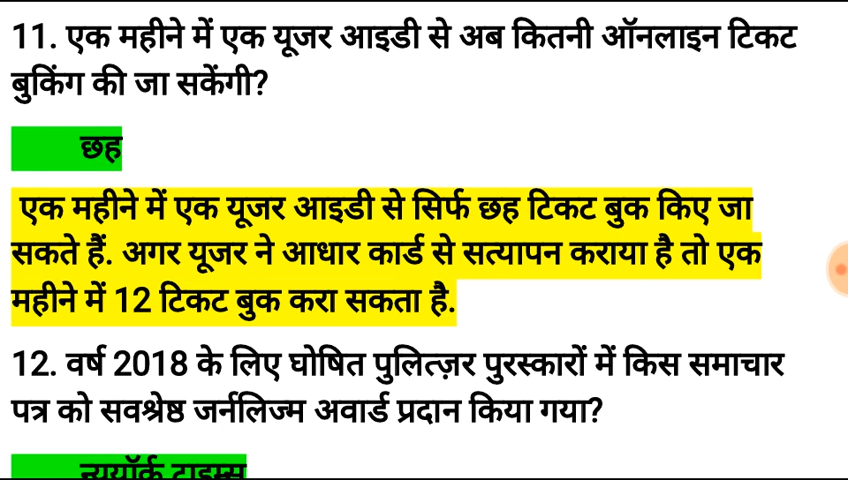 11. एक महीने में एक यूजर आइडी से अब कितनी ऑनलाइन टिकट
बुकिंग की जा सकेंगी?
छह
एक महीने में एक यूजर आइडी से सिर्फ छह टिकट बुक किए जा
सकते हैं. अगर यूजर ने आधार कार्ड से सत्यापन कराया है तो एक
महीने में 12 टिकट बुक करा सकता है.
12. वर्ष 2018 के लिए घोषित पुलित्ज़र पुरस्कारों में किस समाचार
पत्र को सवश्रेष्ठ जर्नलिज्म अवार्ड प्रदान किया गया?
न्यूयॉर्क टाइम्स